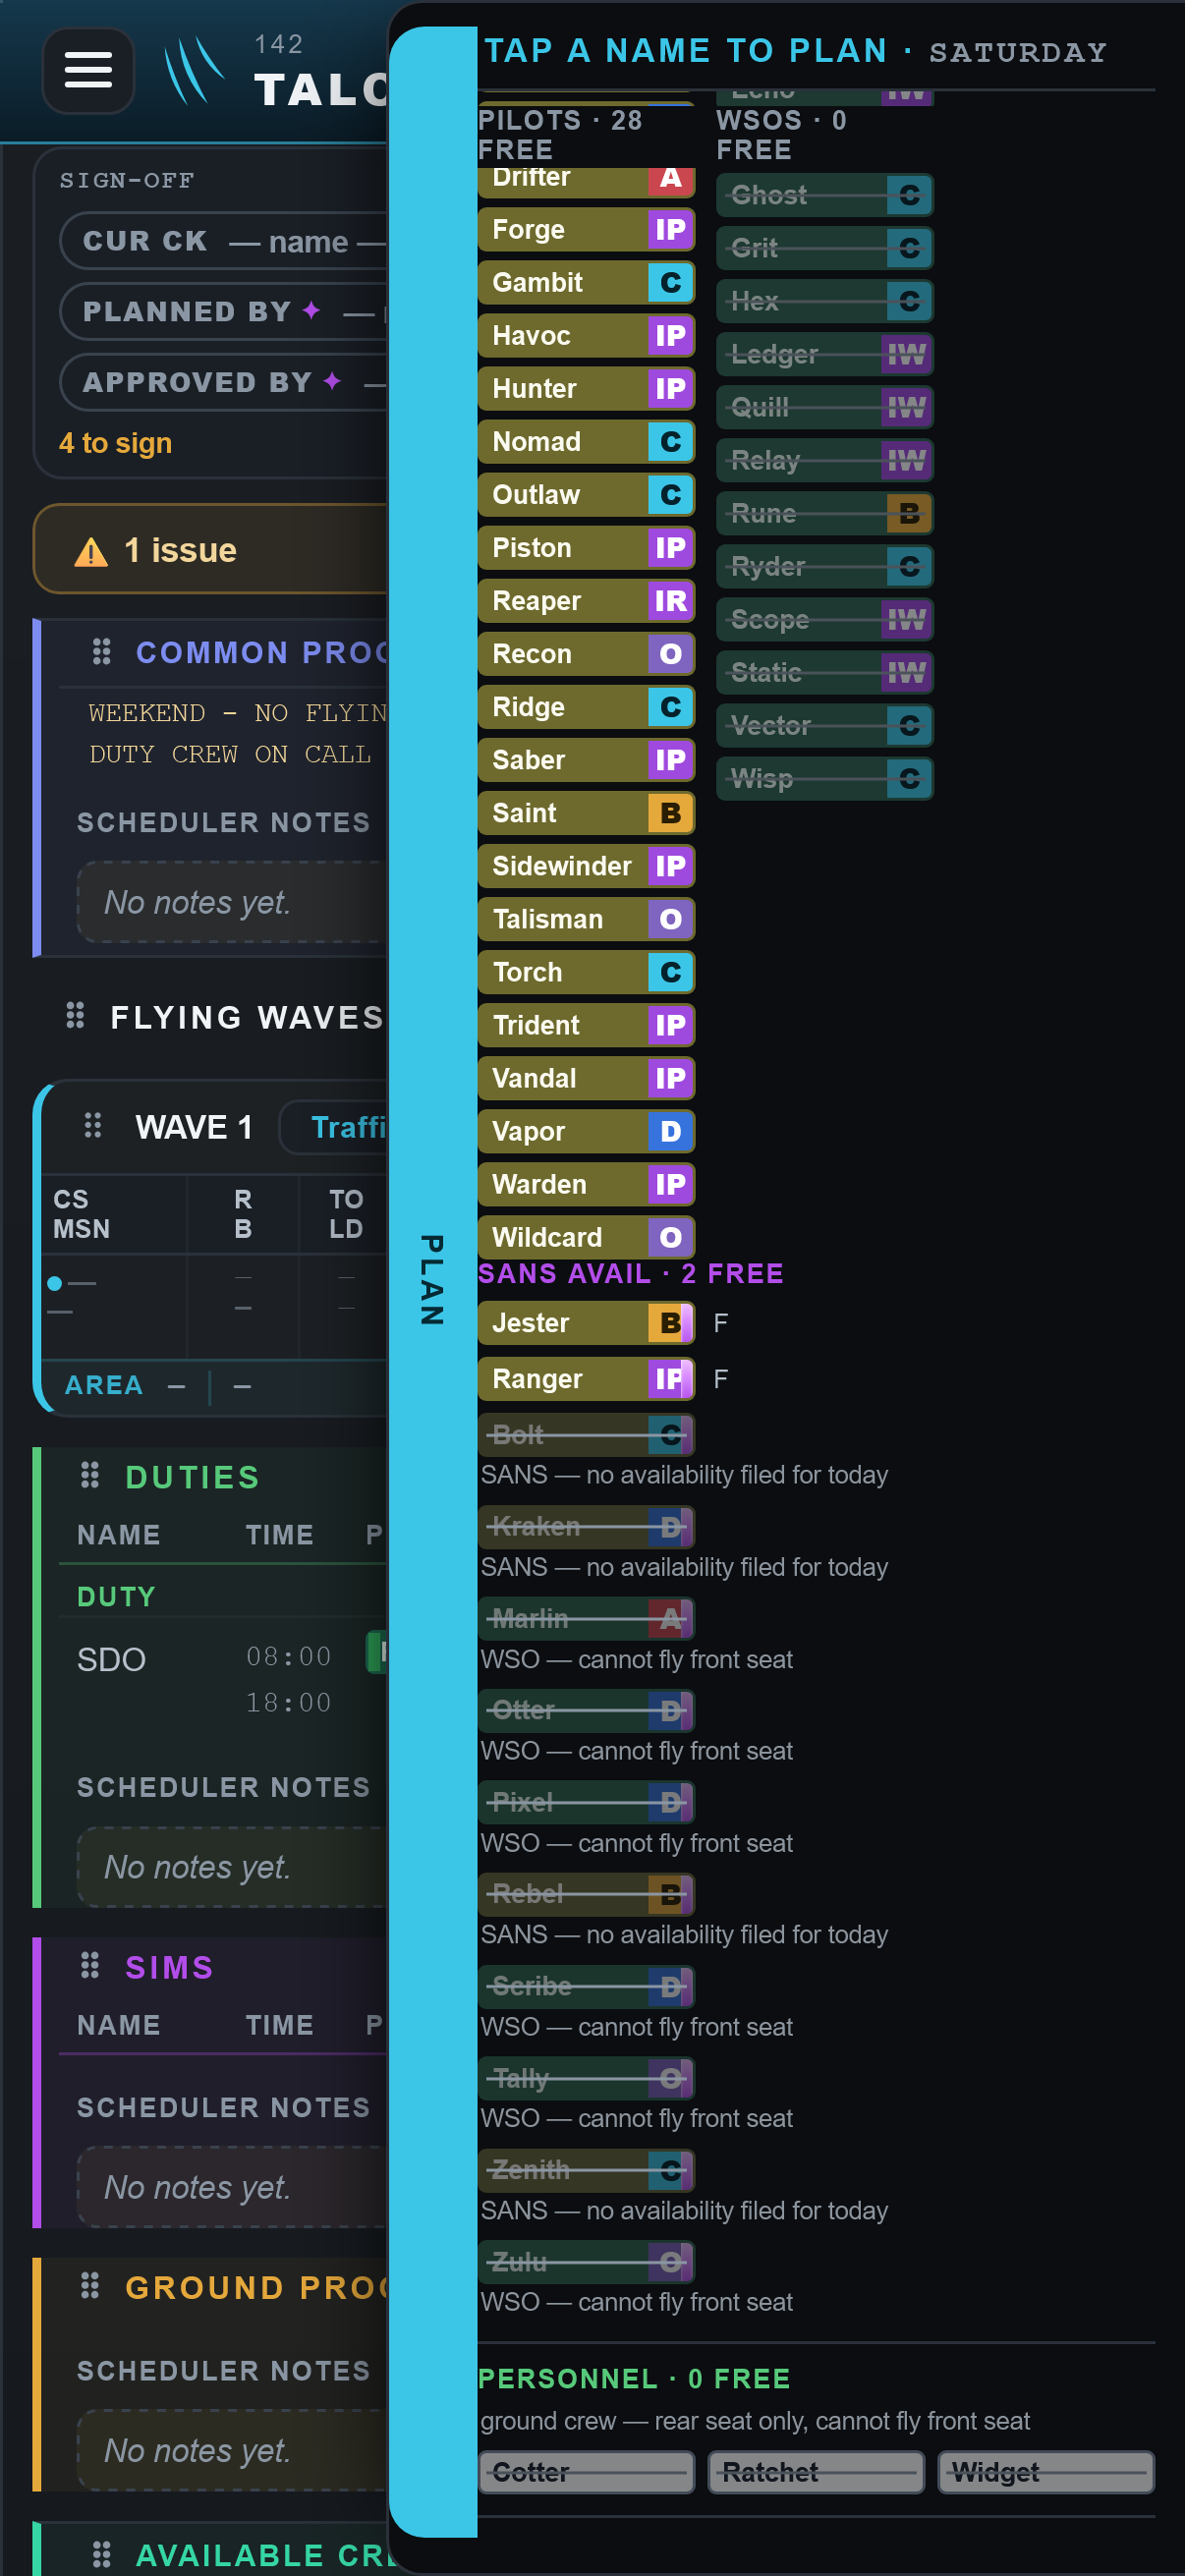 142
TALO
SIGN-OFF
CUR CK — name —
PLANNED BY ✦ —
APPROVED BY ✦ —
4 to sign
1 issue
COMMON PROG
WEEKEND - NO FLYIN
DUTY CREW ON CALL
SCHEDULER NOTES
No notes yet.
FLYING WAVES
WAVE 1 Traffi
CS R TO
MSN B LD
— — —
— — —
AREA — | —
DUTIES
NAME TIME P
DUTY
SDO 08:00
18:00
SCHEDULER NOTES
No notes yet.
SIMS
NAME TIME P
SCHEDULER NOTES
No notes yet.
GROUND PROG
SCHEDULER NOTES
No notes yet.
AVAILABLE CRE
PLAN
TAP A NAME TO PLAN · SATURDAY
Echo IW
PILOTS · 28
FREE
Drifter A
Forge IP
Gambit C
Havoc IP
Hunter IP
Nomad C
Outlaw C
Piston IP
Reaper IR
Recon O
Ridge C
Saber IP
Saint B
Sidewinder IP
Talisman O
Torch C
Trident IP
Vandal IP
Vapor D
Warden IP
Wildcard O
WSOS · 0
FREE
Ghost C
Grit C
Hex C
Ledger IW
Quill IW
Relay IW
Rune B
Ryder C
Scope IW
Static IW
Vector C
Wisp C
SANS AVAIL · 2 FREE
Jester B F
Ranger IP F
Bolt C
SANS — no availability filed for today
Kraken D
SANS — no availability filed for today
Marlin A
WSO — cannot fly front seat
Otter D
WSO — cannot fly front seat
Pixel D
WSO — cannot fly front seat
Rebel B
SANS — no availability filed for today
Scribe D
WSO — cannot fly front seat
Tally O
WSO — cannot fly front seat
Zenith C
SANS — no availability filed for today
Zulu O
WSO — cannot fly front seat
PERSONNEL · 0 FREE
ground crew — rear seat only, cannot fly front seat
Cotter Ratchet Widget